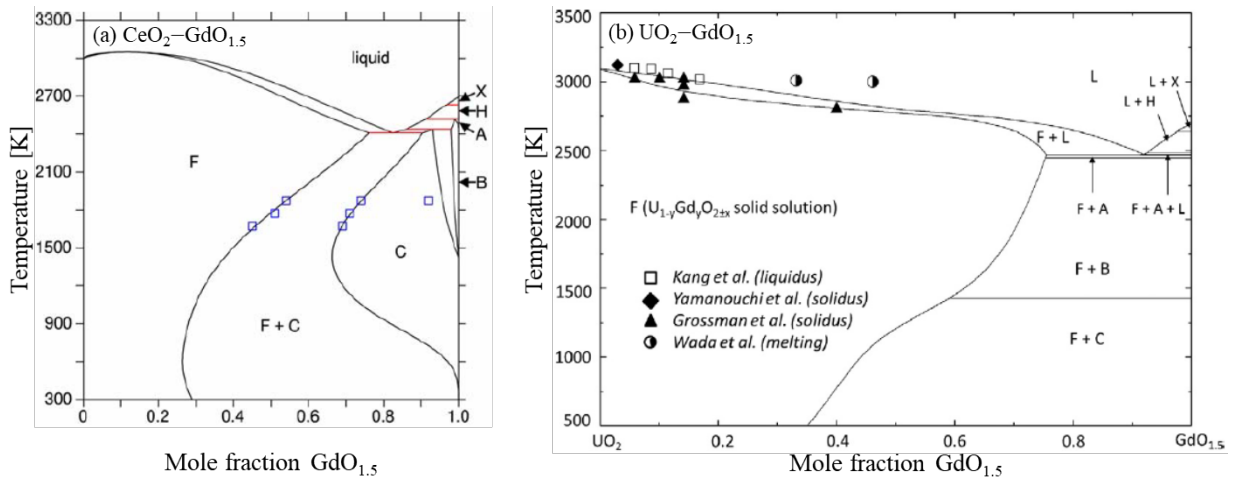 (a) CeO2−GdO1.5
3300
2700
2100
1500
900
300
Temperature [K]
liquid
X
H
A
B
F
C
F + C
0
0.2
0.4
0.6
0.8
1.0
Mole fraction GdO1.5
(b) UO2−GdO1.5
3500
3000
2500
2000
1500
1000
500
Temperature [K]
L
L + X
L + H
F + L
F + A
F + A + L
F (U1-yGdyO2±x solid solution)
F + B
F + C
Kang et al. (liquidus)
Yamanouchi et al. (solidus)
Grossman et al. (solidus)
Wada et al. (melting)
UO2
0.2
0.4
0.6
0.8
GdO1.5
Mole fraction GdO1.5